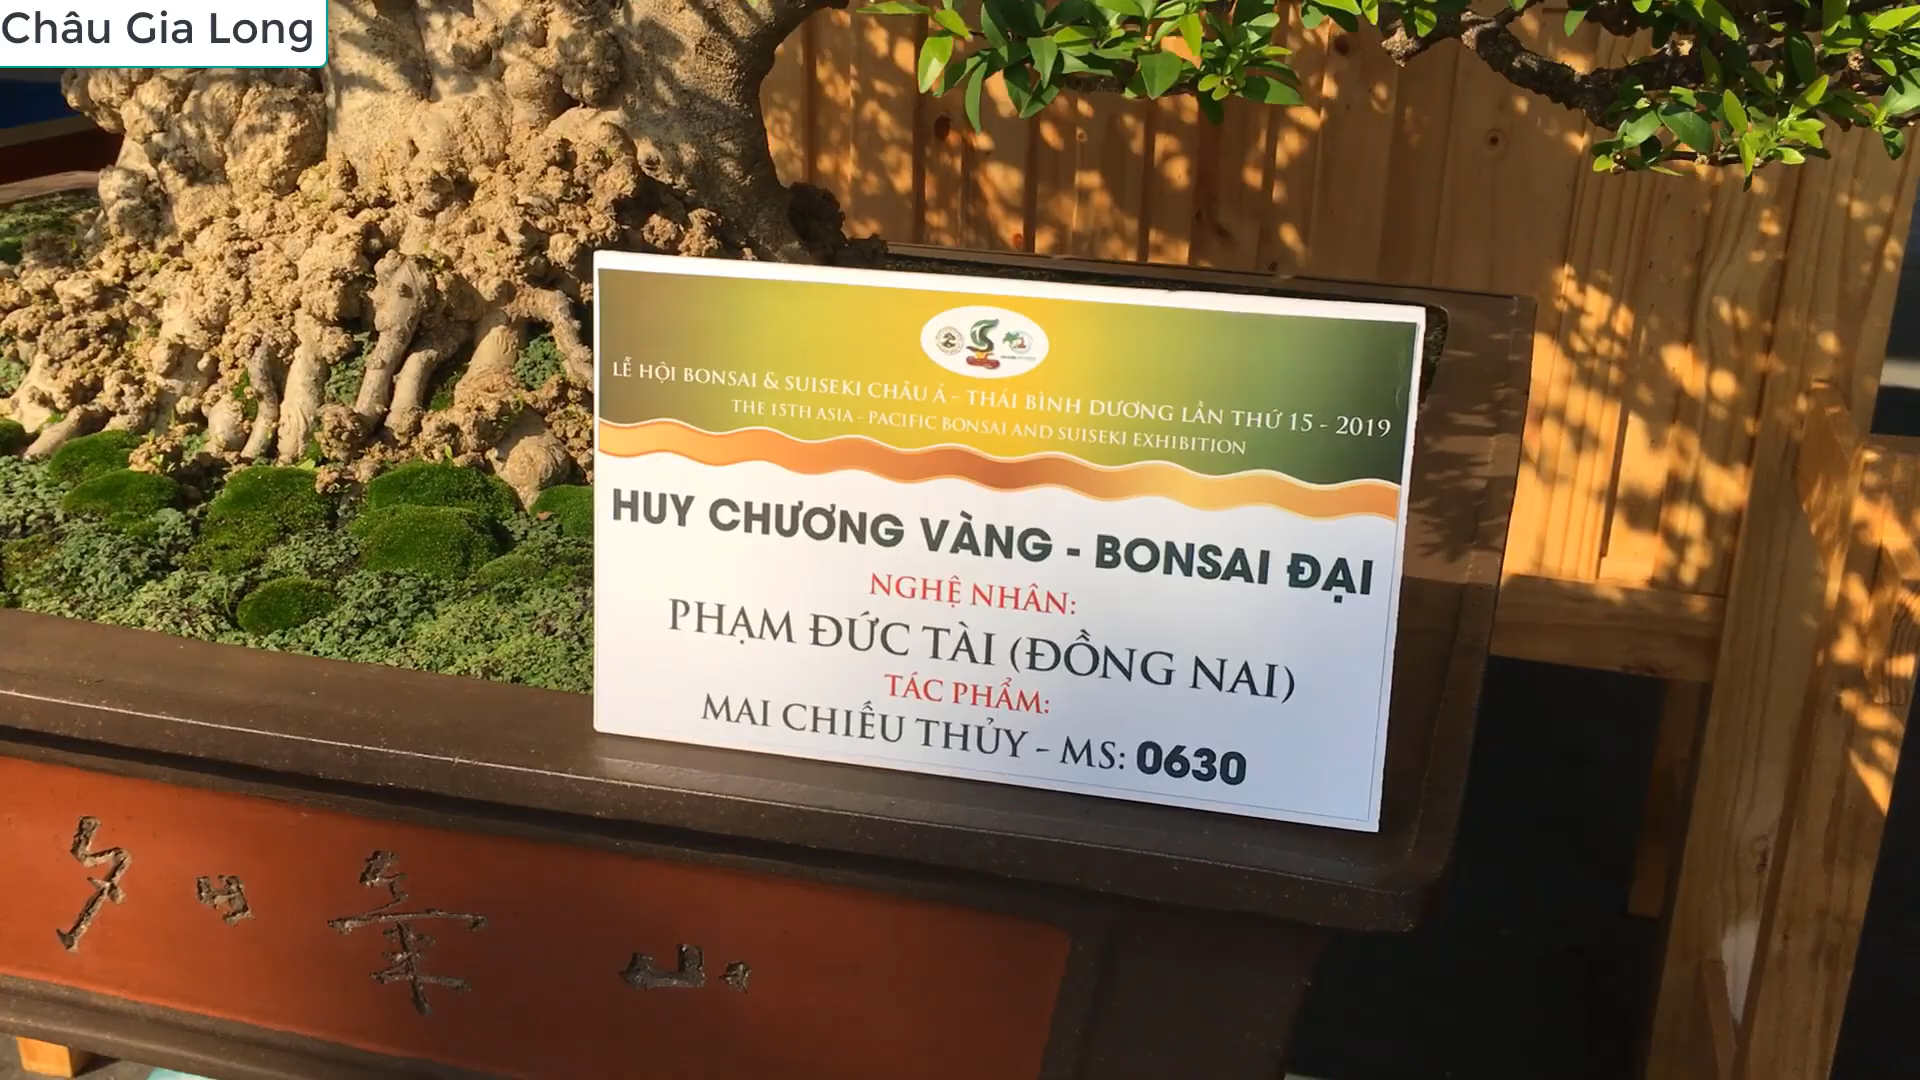 Châu Gia Long
LỄ HỘI BONSAI & SUISEKI CHÂU Á - THÁI BÌNH DƯƠNG LẦN THỨ 15 - 2019
THE 15TH ASIA - PACIFIC BONSAI AND SUISEKI EXHIBITION
HUY CHƯƠNG VÀNG - BONSAI ĐẠI
NGHỆ NHÂN:
PHẠM ĐỨC TÀI (ĐỒNG NAI)
TÁC PHẨM:
MAI CHIẾU THỦY - MS: 0630